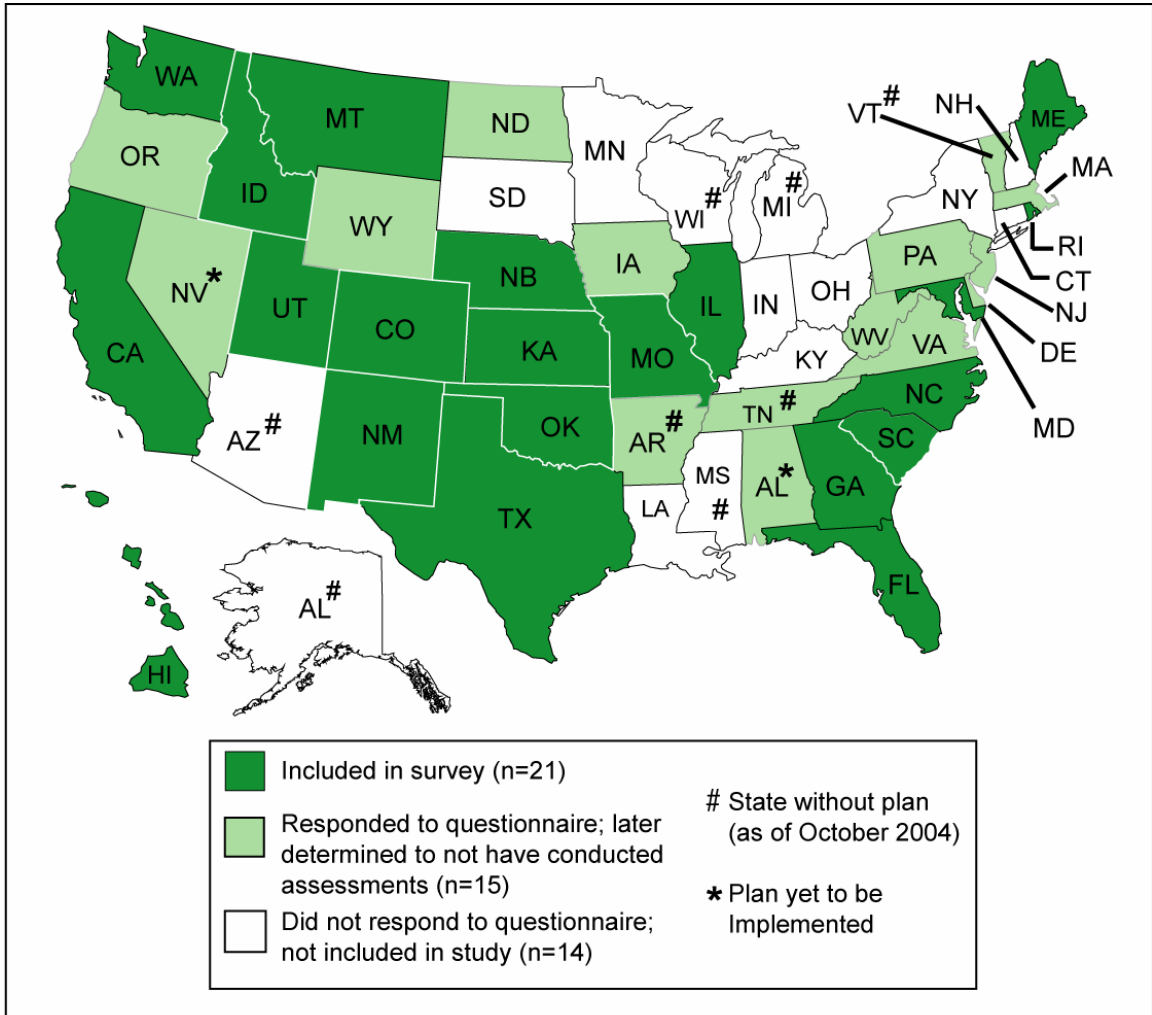 WA
MT
ND
MN
VT#
NH
ME
OR
ID
SD
WI#
MI#
NY
MA
WY
RI
CT
NV*
UT
NB
IA
PA
NJ
CA
CO
KA
MO
IL
IN
OH
WV
VA
DE
KY
MD
AZ#
NM
OK
AR#
TN#
NC
SC
TX
LA
MS
#
AL*
GA
FL
AL#
HI
Included in survey (n=21)
Responded to questionnaire; later
determined to not have conducted
assessments (n=15)
Did not respond to questionnaire;
not included in study (n=14)
# State without plan
(as of October 2004)
* Plan yet to be
Implemented